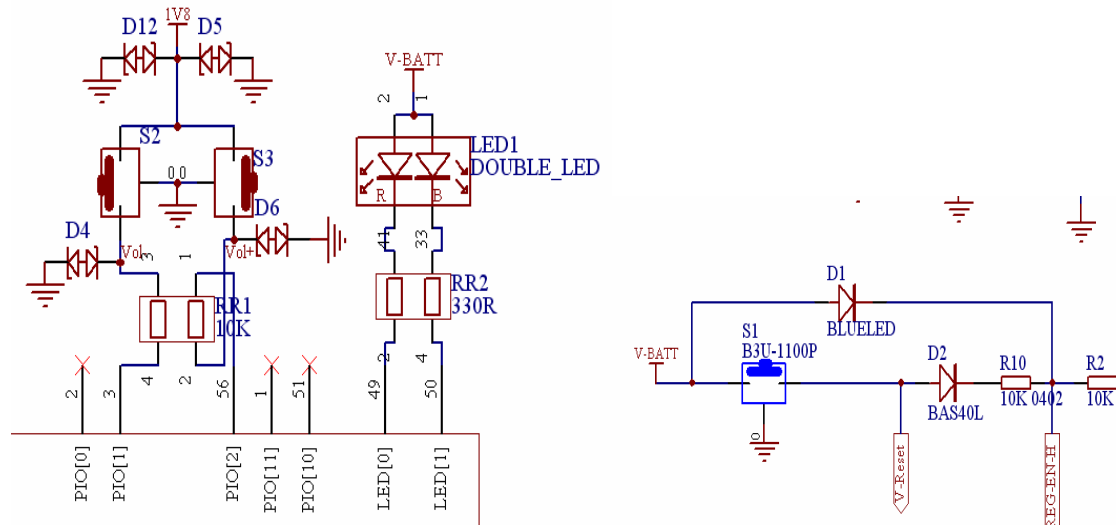 1V8
D12
D5
V-BATT
2
1
S2
S3
0
0
LED1
DOUBLE_LED
R
B
D6
D4
Vol-
Vol+
3
1
41
33
RR1
10K
RR2
330R
4
2
2
4
2
3
56
1
51
49
50
PIO[0]
PIO[1]
PIO[2]
PIO[11]
PIO[10]
LED[0]
LED[1]
D1
BLUELED
S1
B3U-1100P
V-BATT
D2
BAS40L
R10
10K 0402
R2
10K
0
V-Reset
REG-EN-H